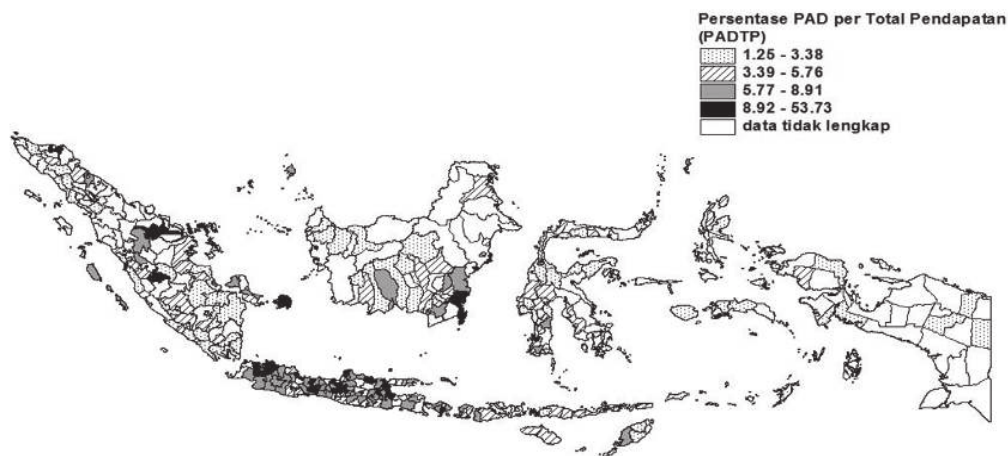 Persentase PAD per Total Pendapatan
(PADTP)
1.25 - 3.38
3.39 - 5.76
5.77 - 8.91
8.92 - 53.73
data tidak lengkap